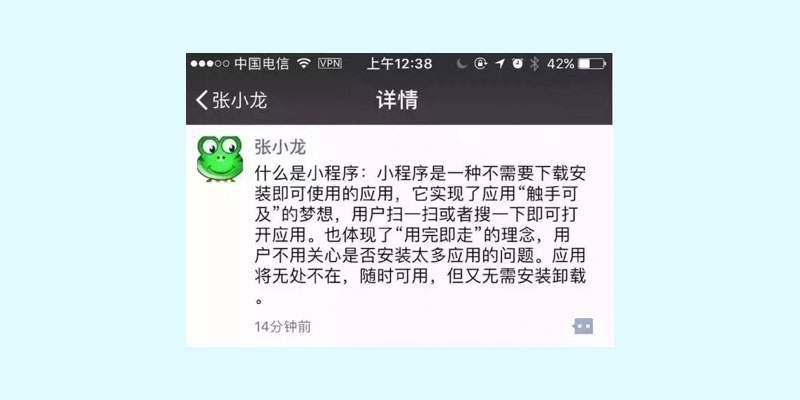 中国电信 VPN 上午12:38 42%
张小龙 详情
张小龙
什么是小程序：小程序是一种不需要下载安
装即可使用的应用，它实现了应用“触手可
及”的梦想，用户扫一扫或者搜一下即可打
开应用。也体现了“用完即走”的理念，用
户不用关心是否安装太多应用的问题。应用
将无处不在，随时可用，但又无需安装卸载
。
14分钟前